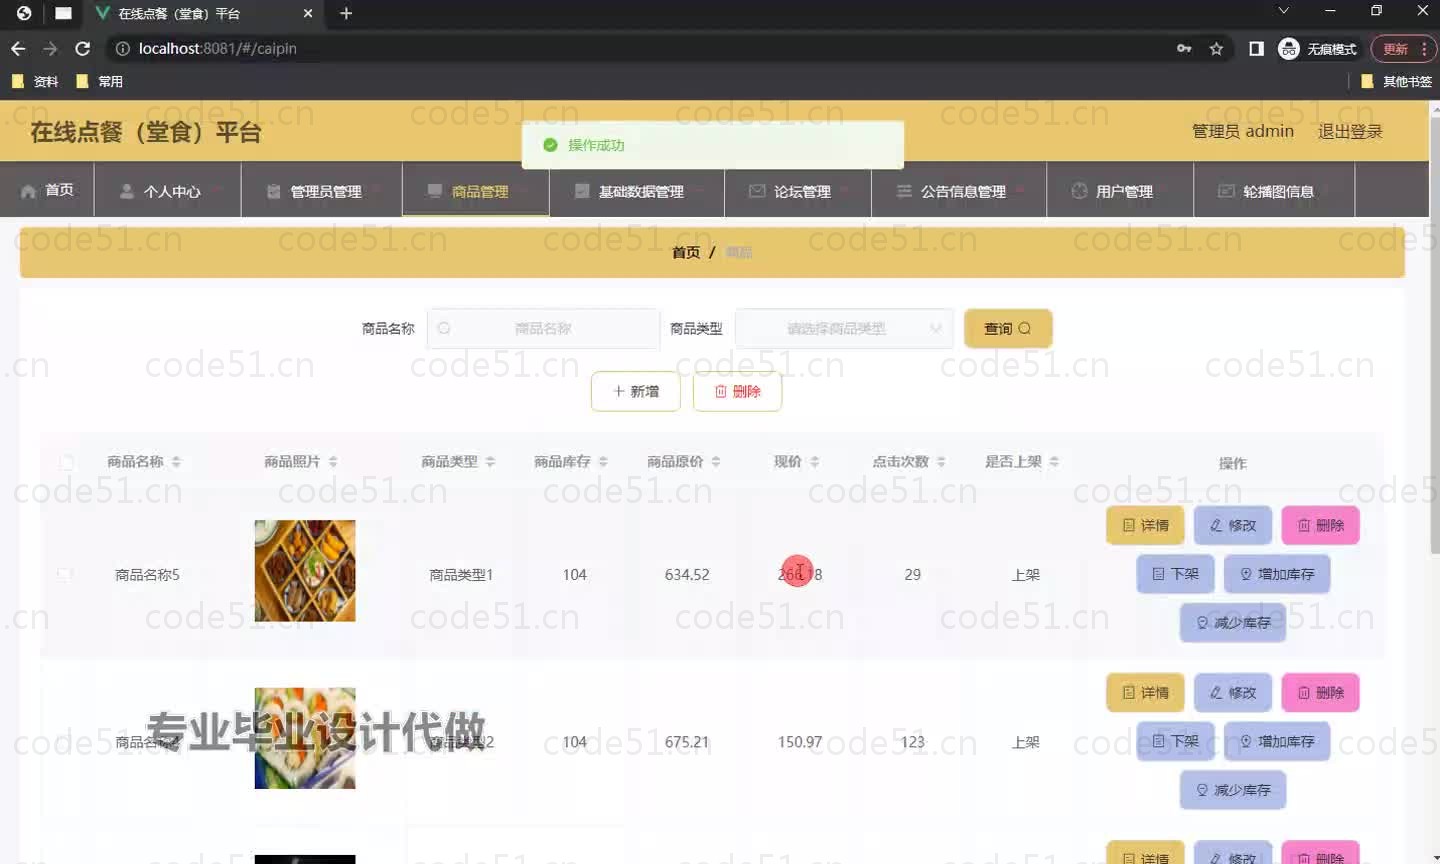 在线点餐（堂食）平台
localhost:8081/#/caipin
无痕模式
更新
资料
常用
其他书签
在线点餐（堂食）平台
管理员 admin
退出登录
操作成功
首页
个人中心
管理员管理
商品管理
基础数据管理
论坛管理
公告信息管理
用户管理
轮播图信息
首页 / 商品
商品名称
商品名称
商品类型
请选择商品类型
查询
新增
删除
商品名称
商品照片
商品类型
商品库存
商品原价
现价
点击次数
是否上架
操作
商品名称5
商品类型1
104
634.52
266.18
29
上架
详情
修改
删除
下架
增加库存
减少库存
商品名称4
商品类型2
104
675.21
150.97
123
上架
详情
修改
删除
下架
增加库存
减少库存
详情
修改
删除
专业毕业设计代做
code51.cn